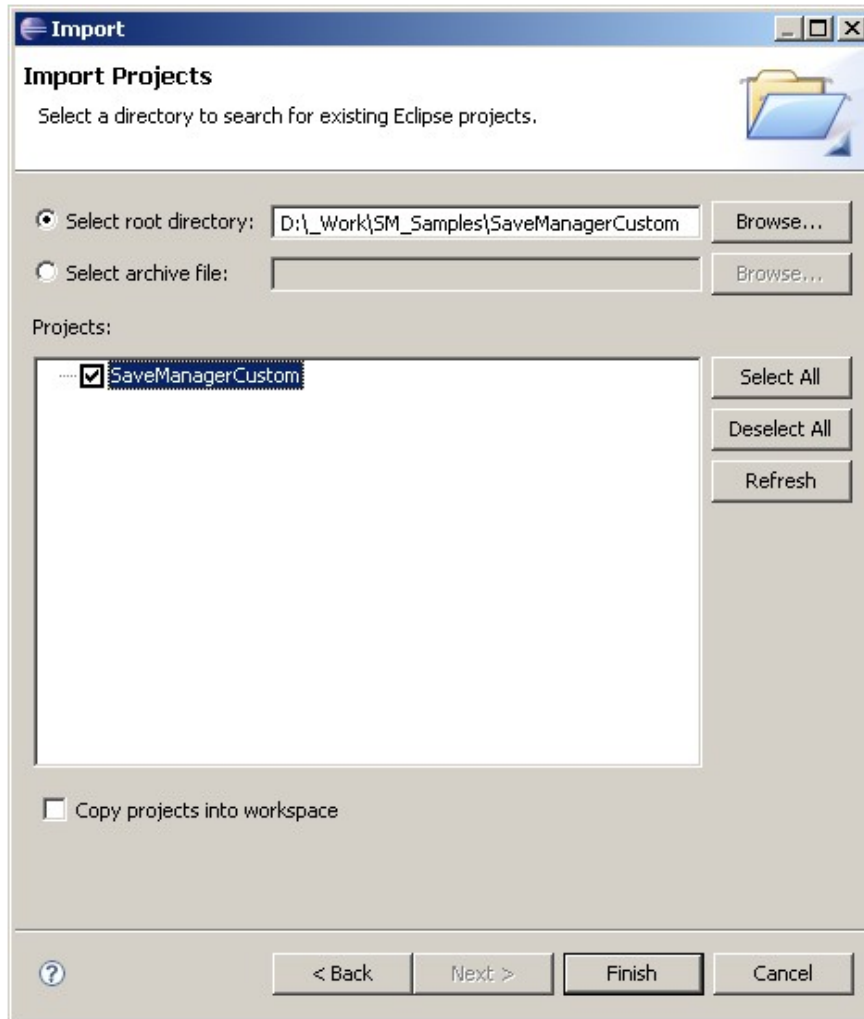 Import
Import Projects
Select a directory to search for existing Eclipse projects.
Select root directory: D:\_Work\SM_Samples\SaveManagerCustom Browse...
Select archive file: Browse...
Projects:
SaveManagerCustom
Select All
Deselect All
Refresh
Copy projects into workspace
? < Back Next > Finish Cancel